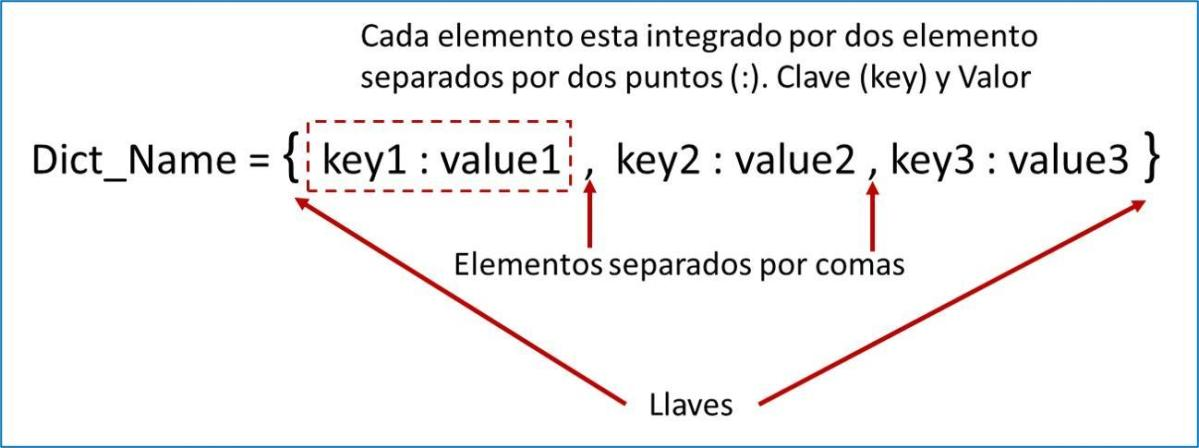 Cada elemento esta integrado por dos elemento
separados por dos puntos (:). Clave (key) y Valor
Dict_Name = { key1 : value1 , key2 : value2 , key3 : value3 }
Elementos separados por comas
Llaves